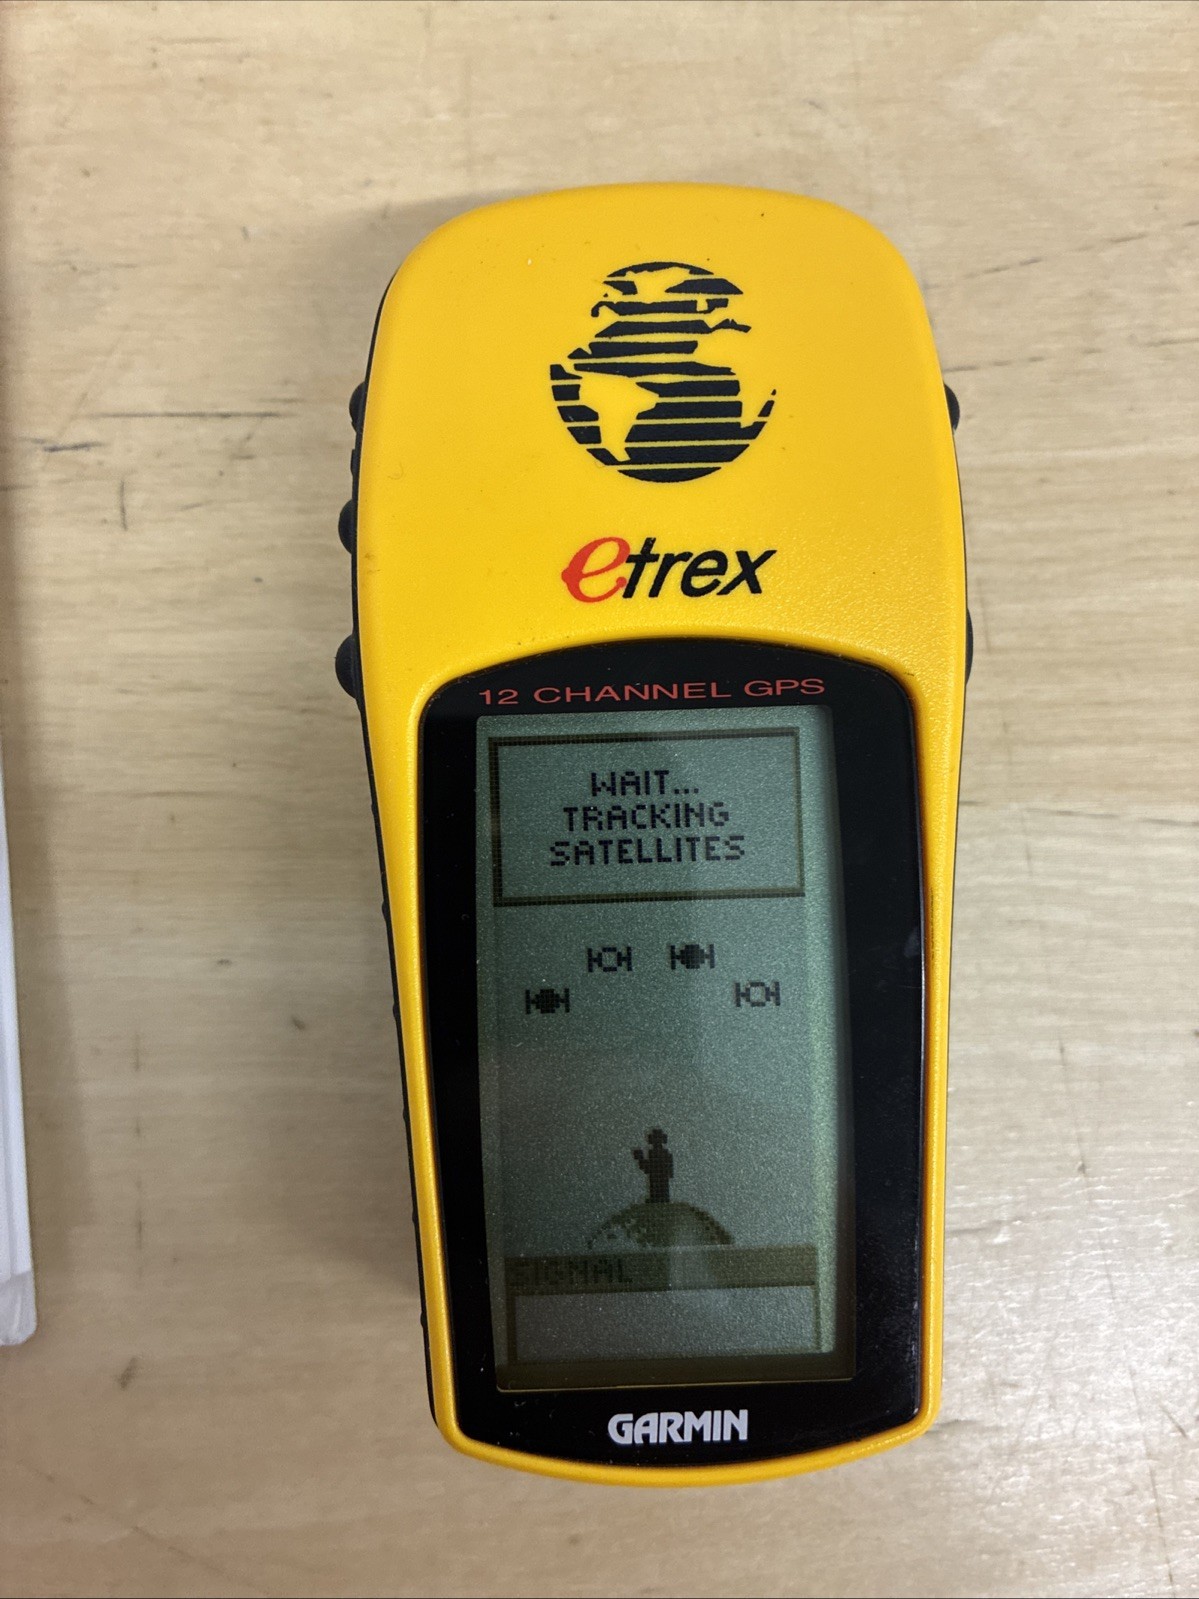 etrex
12 CHANNEL GPS
WAIT...
TRACKING
SATELLITES
SIGNAL
GARMIN